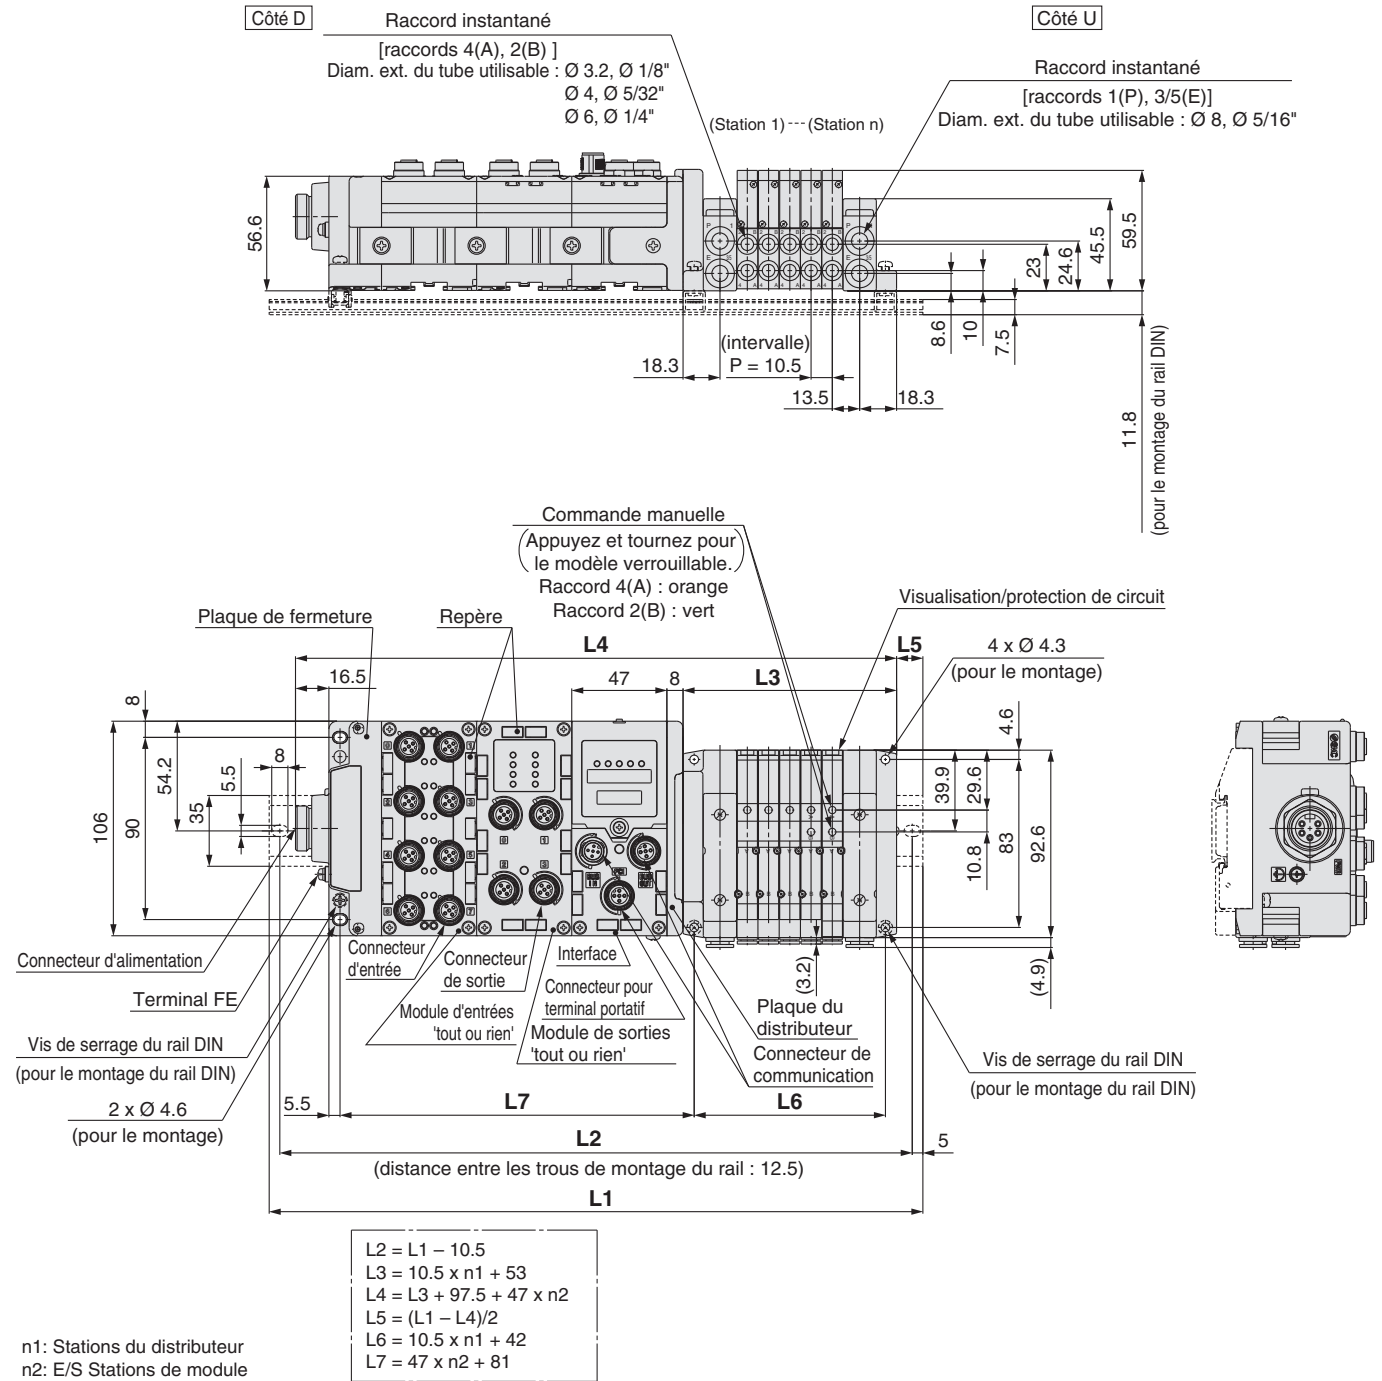 Côté D
Raccord instantané
[raccords 4(A), 2(B) ]
Diam. ext. du tube utilisable : Ø 3.2, Ø 1/8"
Ø 4, Ø 5/32"
Ø 6, Ø 1/4"
Côté U
Raccord instantané
[raccords 1(P), 3/5(E)]
Diam. ext. du tube utilisable : Ø 8, Ø 5/16"
(Station 1) --- (Station n)
56.6
18.3
(intervalle)
P = 10.5
13.5
18.3
8.6
10
7.5
23
24.6
45.5
59.5
11.8
(pour le montage du rail DIN)
Commande manuelle
(Appuyez et tournez pour
le modèle verrouillable.)
Raccord 4(A) : orange
Raccord 2(B) : vert
Visualisation/protection de circuit
Plaque de fermeture
Repère
L4
L5
4 x Ø 4.3
(pour le montage)
16.5
47
8
L3
8
106
90
54.2
35
5.5
8
4.6
39.9
29.6
10.8
83
92.6
(3.2)
(4.9)
Connecteur d'alimentation
Terminal FE
Vis de serrage du rail DIN
(pour le montage du rail DIN)
2 x Ø 4.6
(pour le montage)
Connecteur
d'entrée
Connecteur
de sortie
Interface
Module d'entrées
'tout ou rien'
Connecteur pour
terminal portatif
Module de sorties
'tout ou rien'
Plaque du
distributeur
Connecteur de
communication
Vis de serrage du rail DIN
(pour le montage du rail DIN)
5.5
L7
L6
L2
5
(distance entre les trous de montage du rail : 12.5)
L1
L2 = L1 – 10.5
L3 = 10.5 x n1 + 53
L4 = L3 + 97.5 + 47 x n2
L5 = (L1 – L4)/2
L6 = 10.5 x n1 + 42
L7 = 47 x n2 + 81
n1: Stations du distributeur
n2: E/S Stations de module